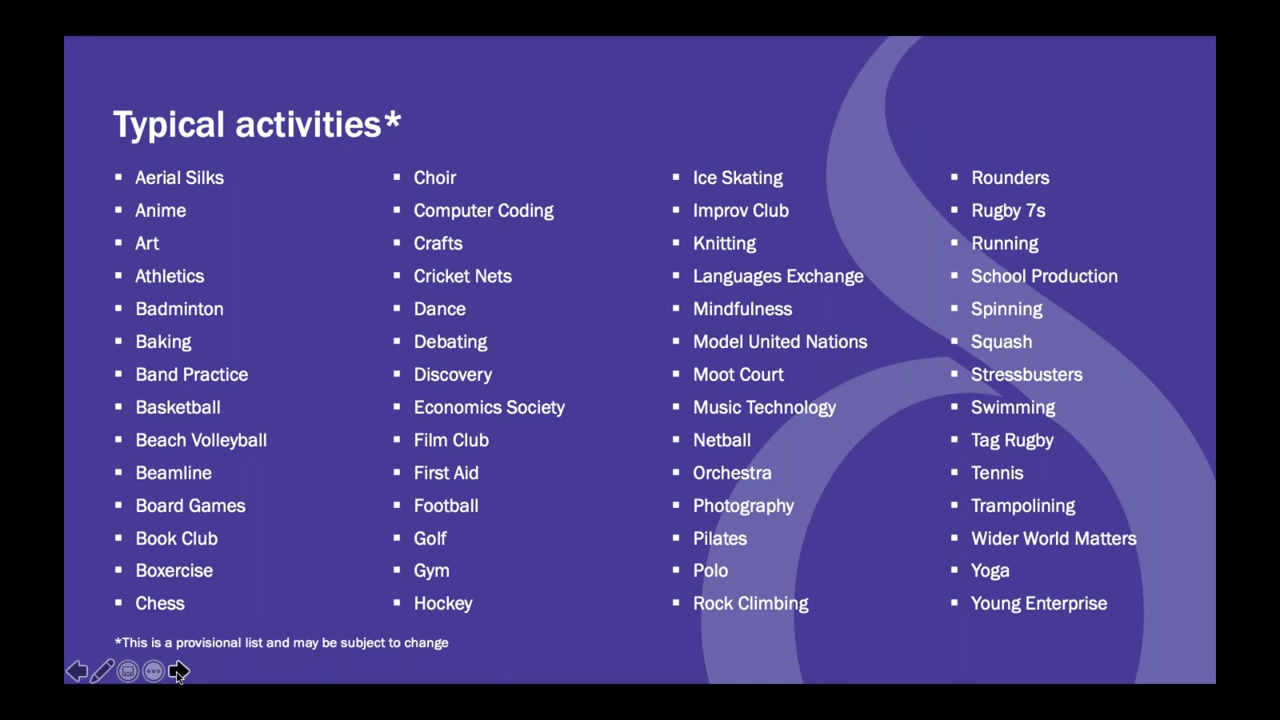 Typical activities*
▪ Aerial Silks
▪ Anime
▪ Art
▪ Athletics
▪ Badminton
▪ Baking
▪ Band Practice
▪ Basketball
▪ Beach Volleyball
▪ Beamline
▪ Board Games
▪ Book Club
▪ Boxercise
▪ Chess
▪ Choir
▪ Computer Coding
▪ Crafts
▪ Cricket Nets
▪ Dance
▪ Debating
▪ Discovery
▪ Economics Society
▪ Film Club
▪ First Aid
▪ Football
▪ Golf
▪ Gym
▪ Hockey
▪ Ice Skating
▪ Improv Club
▪ Knitting
▪ Languages Exchange
▪ Mindfulness
▪ Model United Nations
▪ Moot Court
▪ Music Technology
▪ Netball
▪ Orchestra
▪ Photography
▪ Pilates
▪ Polo
▪ Rock Climbing
▪ Rounders
▪ Rugby 7s
▪ Running
▪ School Production
▪ Spinning
▪ Squash
▪ Stressbusters
▪ Swimming
▪ Tag Rugby
▪ Tennis
▪ Trampolining
▪ Wider World Matters
▪ Yoga
▪ Young Enterprise
*This is a provisional list and may be subject to change